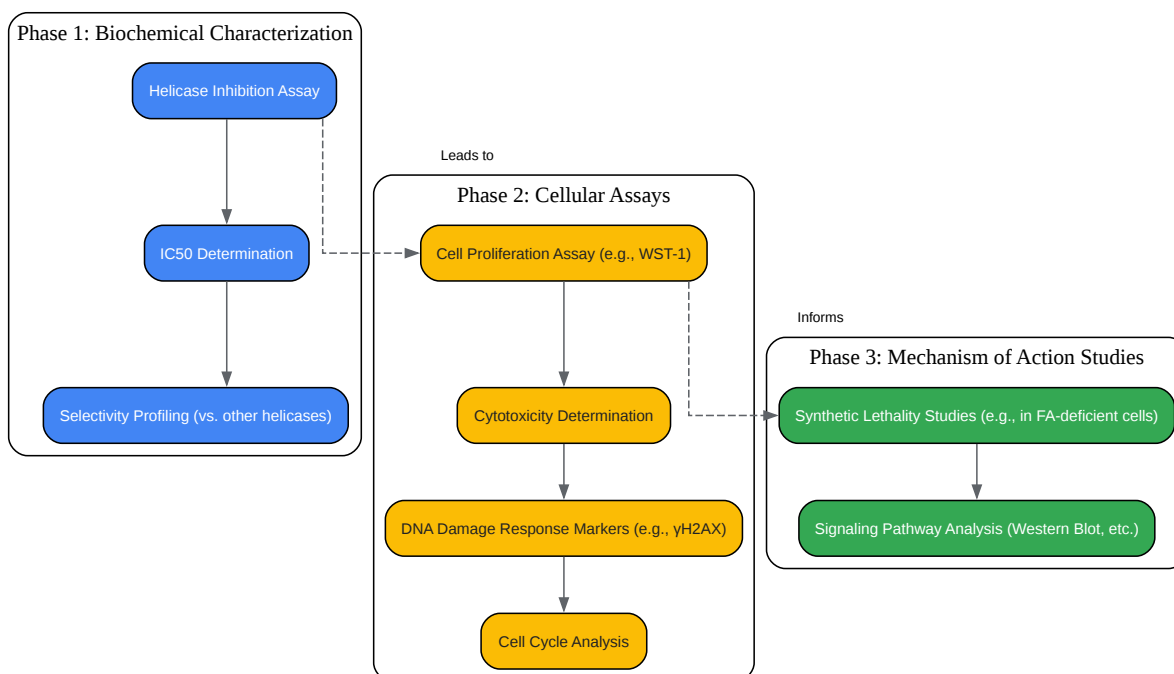 Phase 1: Biochemical Characterization
Helicase Inhibition Assay
IC50 Determination
Selectivity Profiling (vs. other helicases)
Leads to
Phase 2: Cellular Assays
Cell Proliferation Assay (e.g., WST-1)
Cytotoxicity Determination
DNA Damage Response Markers (e.g., γH2AX)
Cell Cycle Analysis
Informs
Phase 3: Mechanism of Action Studies
Synthetic Lethality Studies (e.g., in FA-deficient cells)
Signaling Pathway Analysis (Western Blot, etc.)